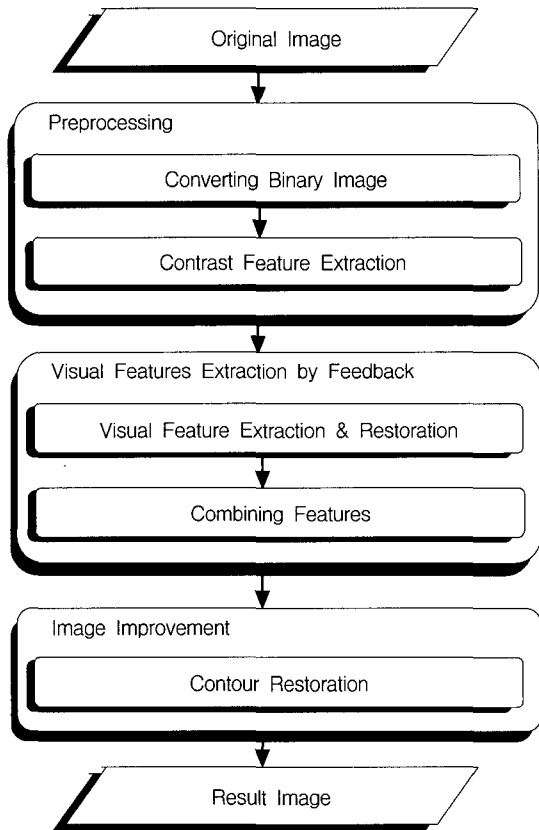 Original Image
Preprocessing
Converting Binary Image
Contrast Feature Extraction
Visual Features Extraction by Feedback
Visual Feature Extraction & Restoration
Combining Features
Image Improvement
Contour Restoration
Result Image